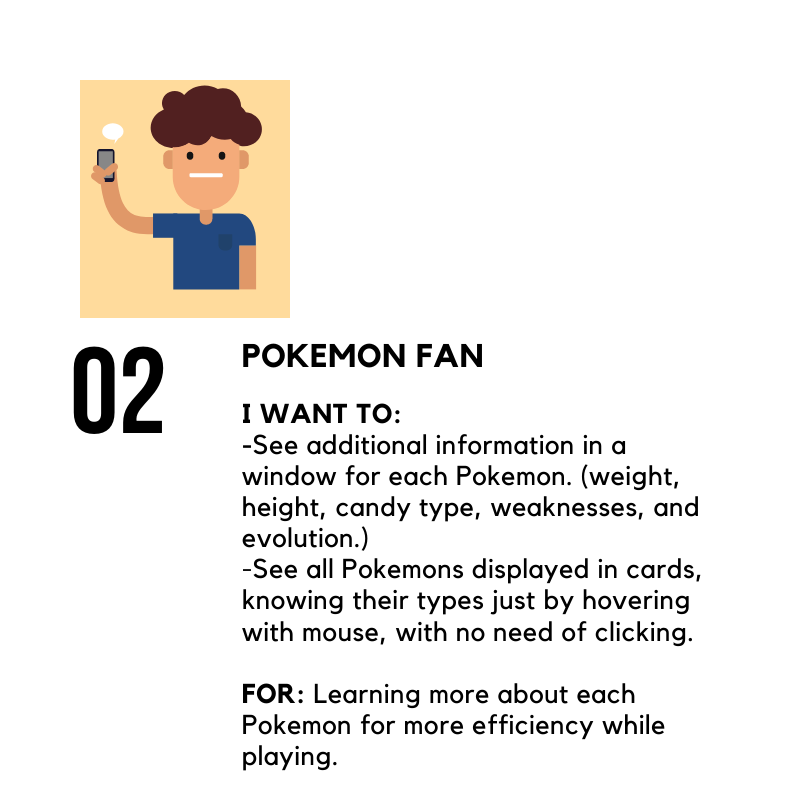 02
POKEMON FAN
I WANT TO:
-See additional information in a
window for each Pokemon. (weight,
height, candy type, weaknesses, and
evolution.)
-See all Pokemons displayed in cards,
knowing their types just by hovering
with mouse, with no need of clicking.
FOR: Learning more about each
Pokemon for more efficiency while
playing.